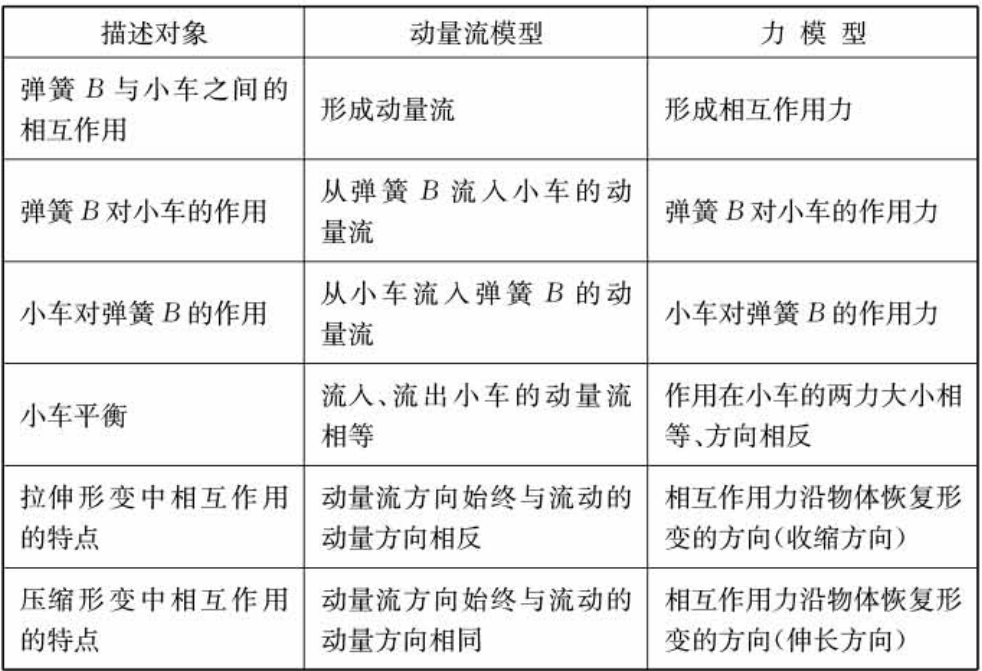 描述对象 动量流模型 力模型
弹簧 B 与小车之间的
相互作用
形成动量流
形成相互作用力
弹簧 B 对小车的作用
从弹簧 B 流入小车的动
量流
弹簧 B 对小车的作用力
小车对弹簧 B 的作用
从小车流入弹簧 B 的动
量流
小车对弹簧 B 的作用力
小车平衡
流入、流出小车的动量流
相等
作用在小车的两力大小相
等、方向相反
拉伸形变中相互作用
的特点
动量流方向始终与流动的
动量方向相反
相互作用力沿物体恢复形
变的方向(收缩方向)
压缩形变中相互作用
的特点
动量流方向始终与流动的
动量方向相同
相互作用力沿物体恢复形
变的方向(伸长方向)